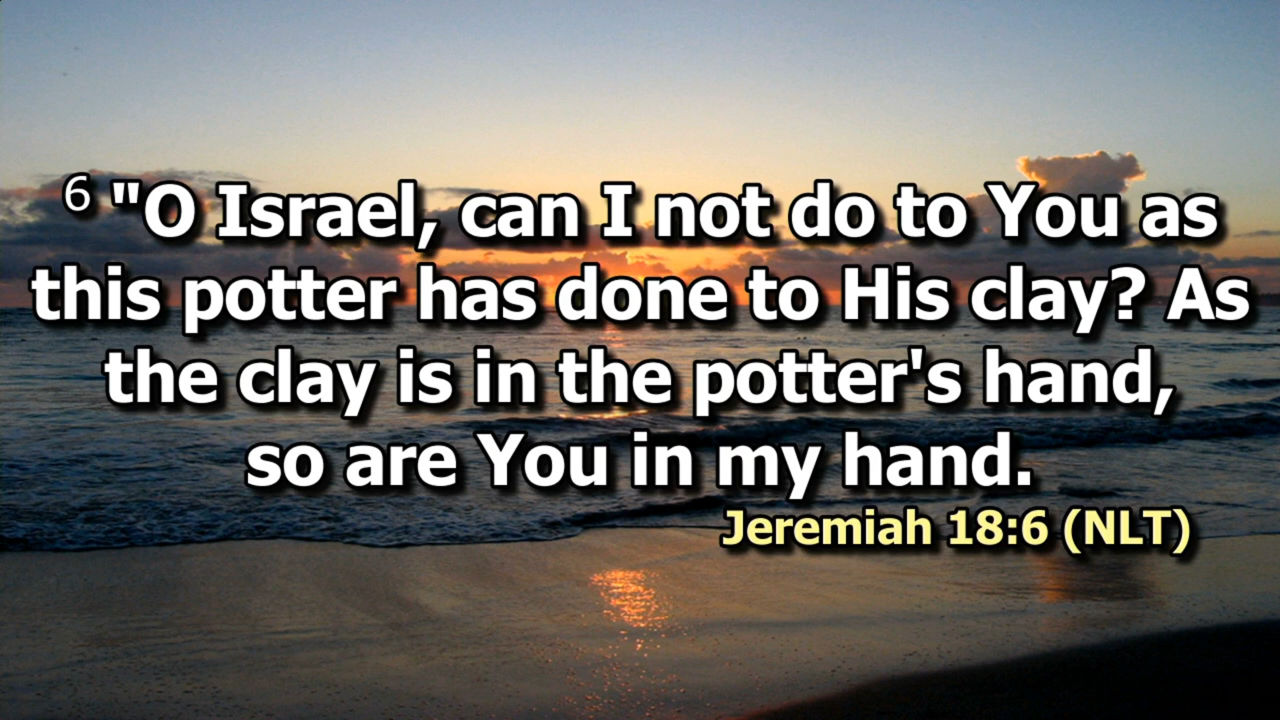 6 "O Israel, can I not do to You as
this potter has done to His clay? As
the clay is in the potter's hand,
so are You in my hand.
Jeremiah 18:6 (NLT)